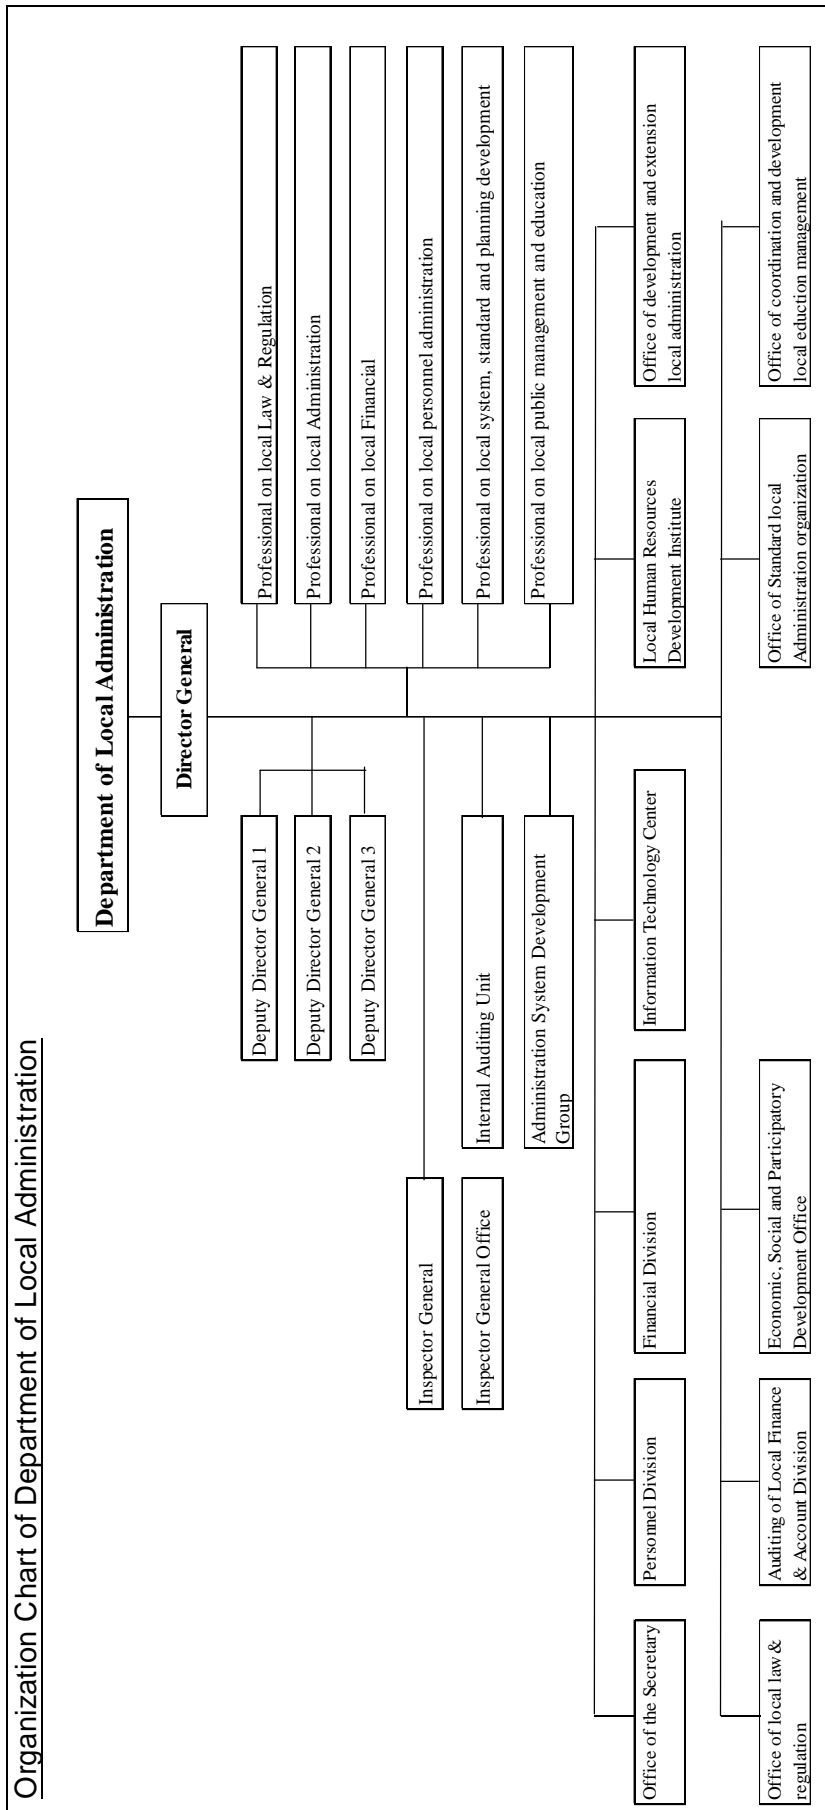 Organization Chart of Department of Local Administration
Department of Local Administration
Director General
Deputy Director General 1
Deputy Director General 2
Deputy Director General 3
Professional on local Law & Regulation
Professional on local Administration
Professional on local Financial
Professional on local personnel administration
Professional on local system, standard and planning development
Professional on local public management and education
Inspector General
Inspector General Office
Internal Auditing Unit
Administration System Development
Group
Office of the Secretary
Personnel Division
Financial Division
Information Technology Center
Local Human Resources
Development Institute
Office of development and extension
local administration
Office of local law &
regulation
Auditing of Local Finance
& Account Division
Economic, Social and Participatory
Development Office
Office of Standard local
Administration organization
Office of coordination and development
local eduction management